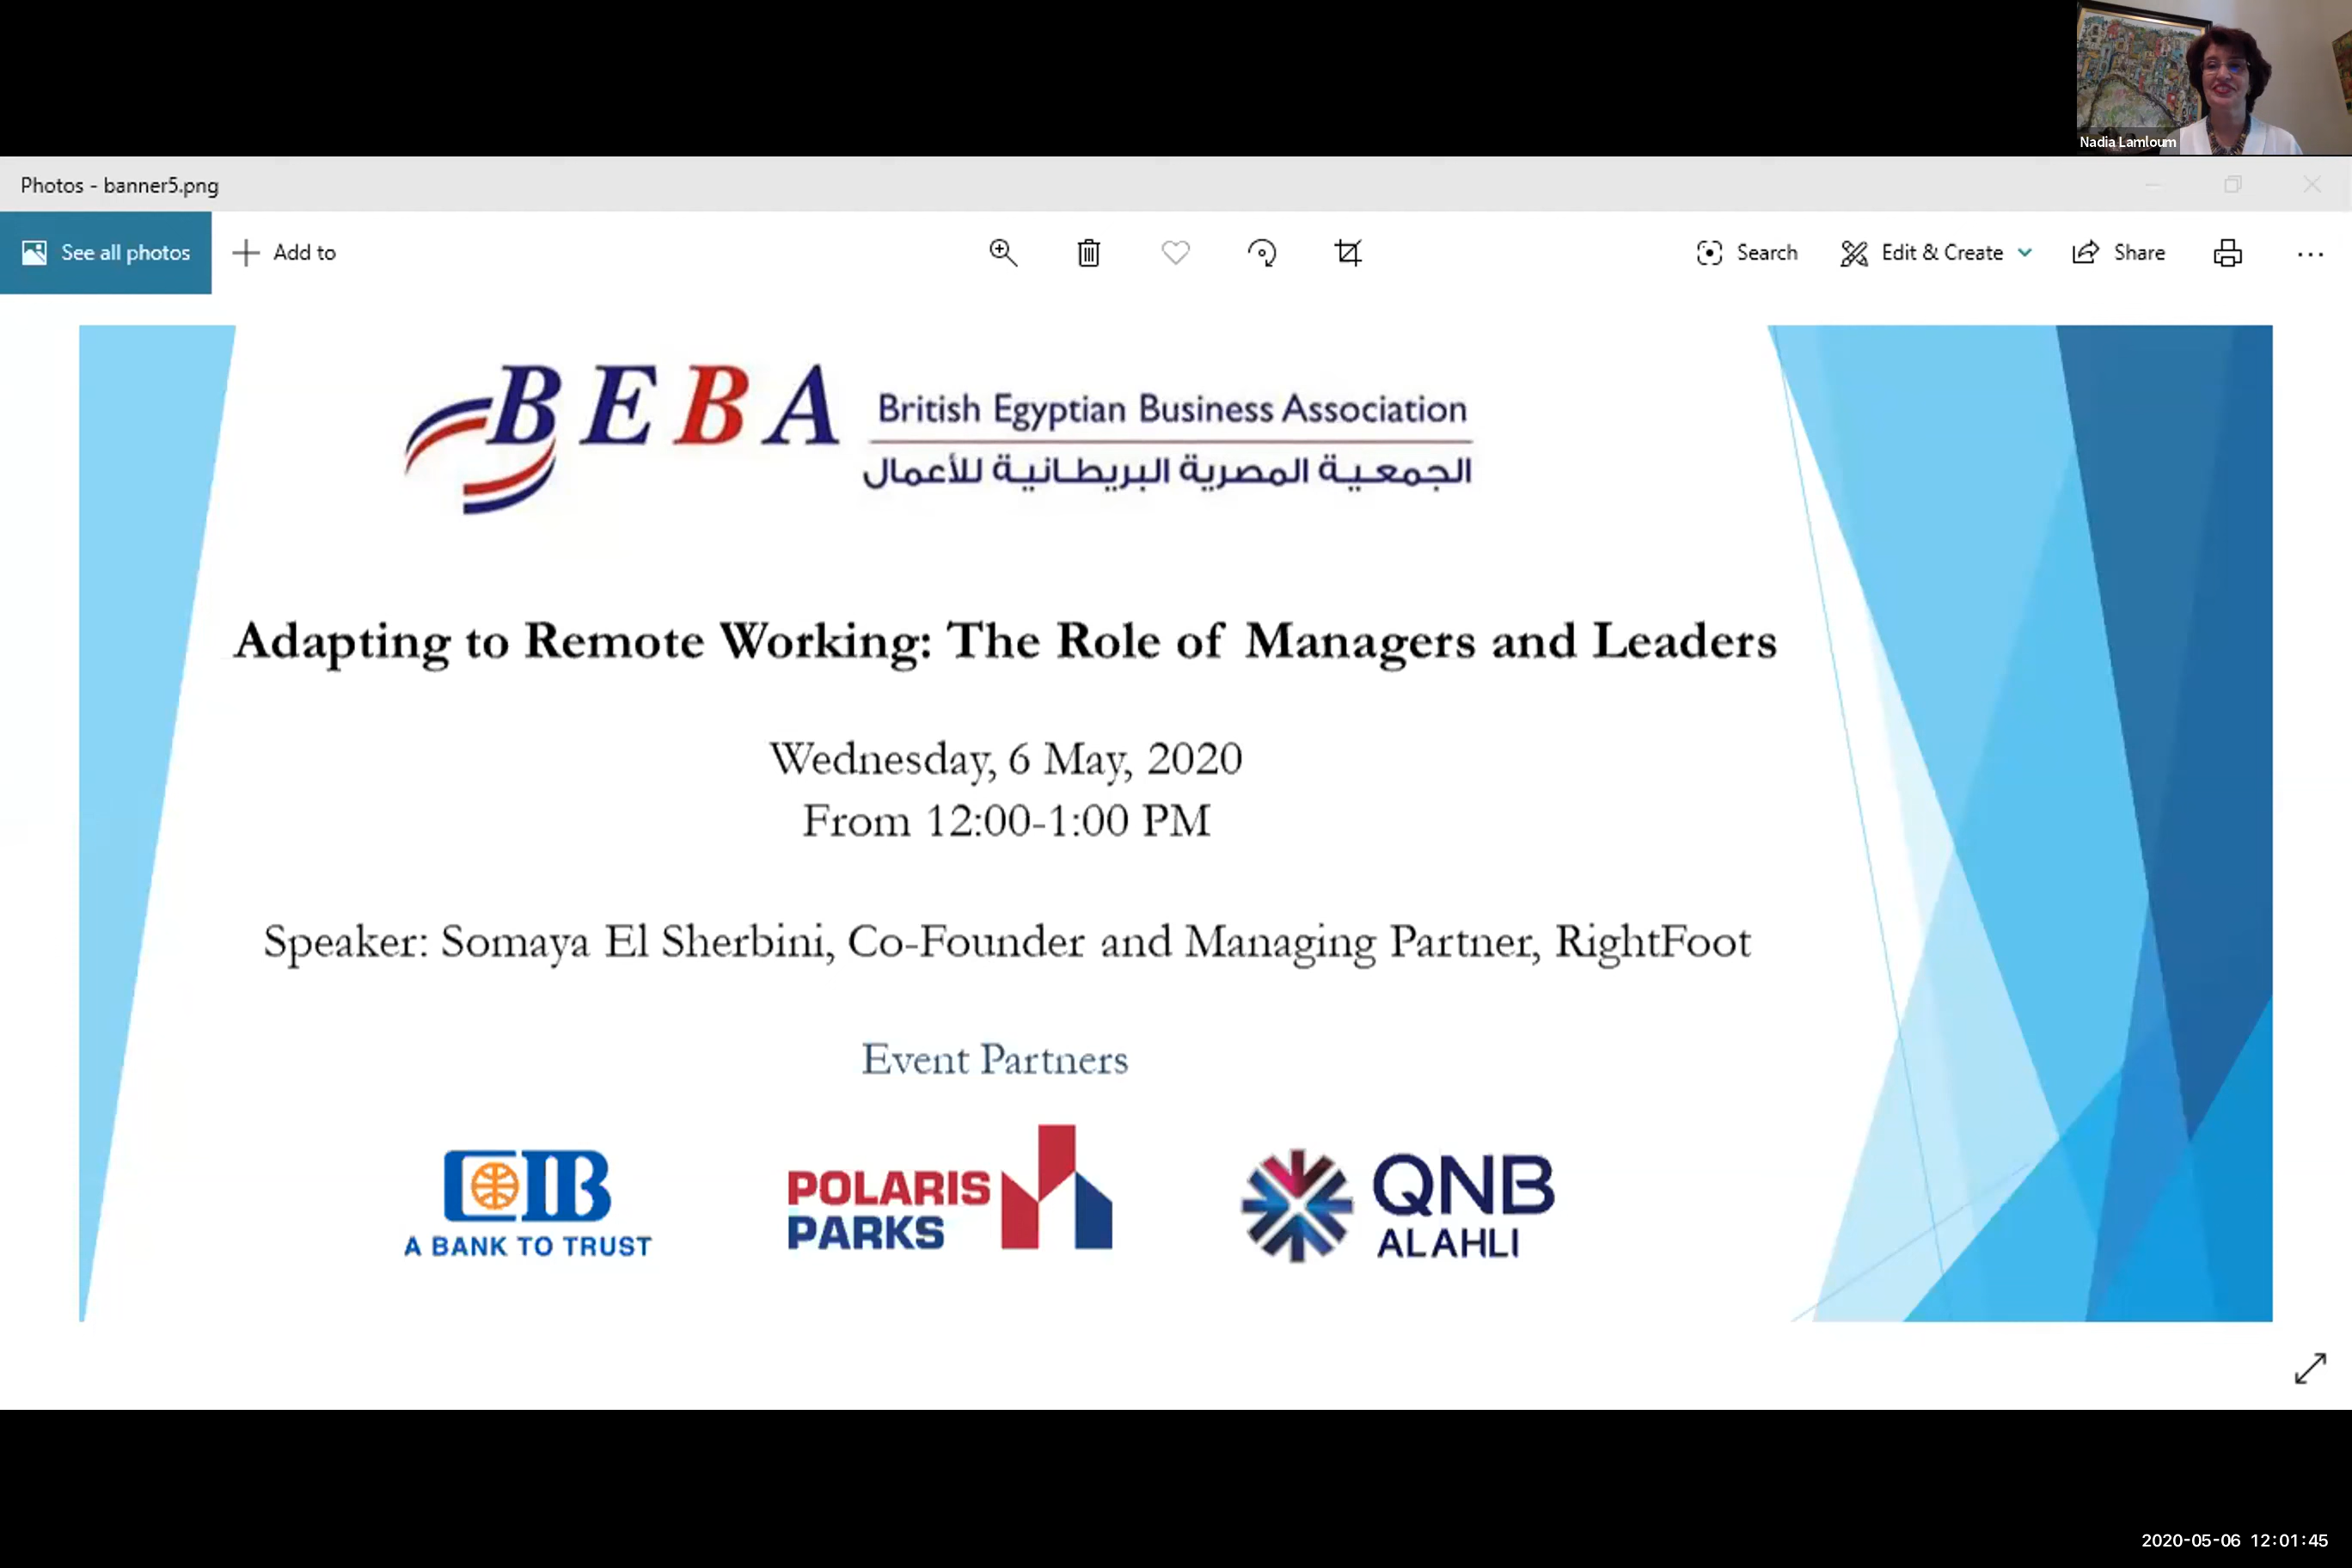 Nadia Lamloum
Photos - banner5.png
See all photos
Add to
Search
Edit & Create
Share
BEBA
British Egyptian Business Association
الجمعية المصرية البريطانية للأعمال
Adapting to Remote Working: The Role of Managers and Leaders
Wednesday, 6 May, 2020
From 12:00-1:00 PM
Speaker: Somaya El Sherbini, Co-Founder and Managing Partner, RightFoot
Event Partners
CIB
A BANK TO TRUST
POLARIS
PARKS
QNB
ALAHLI
2020-05-06 12:01:45